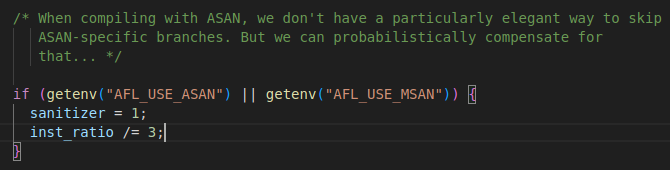 /* When compiling with ASAN, we don't have a particularly elegant way to skip
ASAN-specific branches. But we can probabilistically compensate for
that... */
if (getenv("AFL_USE_ASAN") || getenv("AFL_USE_MSAN")) {
sanitizer = 1;
inst_ratio /= 3;
}